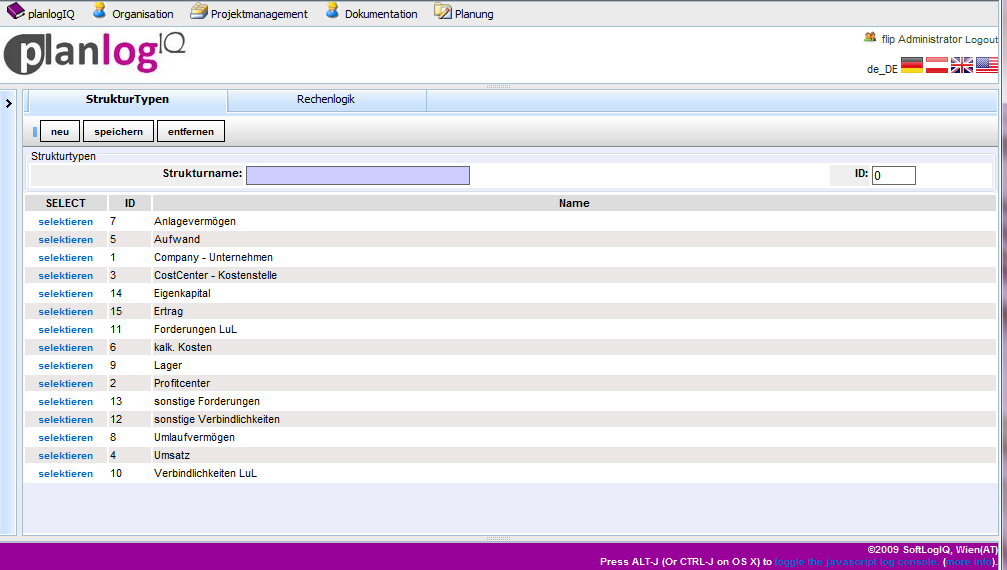 planlogIQ Organisation Projektmanagement Dokumentation Planung
planlogIQ
flip Administrator Logout
de_DE
StrukturTypen Rechenlogik
neu speichern entfernen
Strukturtypen
Strukturname: ID: 0
SELECT ID Name
selektieren 7 Anlagevermögen
selektieren 5 Aufwand
selektieren 1 Company - Unternehmen
selektieren 3 CostCenter - Kostenstelle
selektieren 14 Eigenkapital
selektieren 15 Ertrag
selektieren 11 Forderungen LuL
selektieren 6 kalk. Kosten
selektieren 9 Lager
selektieren 2 Profitcenter
selektieren 13 sonstige Forderungen
selektieren 12 sonstige Verbindlichkeiten
selektieren 8 Umlaufvermögen
selektieren 4 Umsatz
selektieren 10 Verbindlichkeiten LuL
©2009 SoftLogIQ, Wien(AT)
Press ALT-J (Or CTRL-J on OS X) to toggle the javascript log console. (more info).